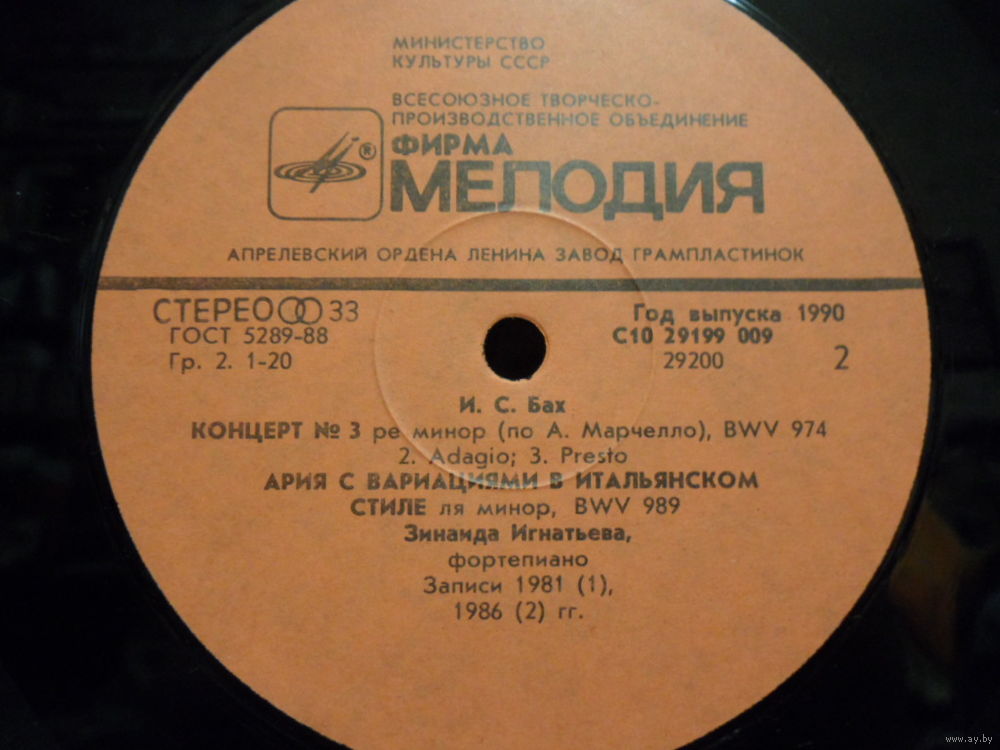 МИНИСТЕРСТВО
КУЛЬТУРЫ СССР
ВСЕСОЮЗНОЕ ТВОРЧЕСКО-
ПРОИЗВОДСТВЕННОЕ ОБЪЕДИНЕНИЕ
ФИРМА
®
МЕЛОДИЯ
АПРЕЛЕВСКИЙ ОРДЕНА ЛЕНИНА ЗАВОД ГРАМПЛАСТИНОК
СТЕРЕО 33
Год выпуска 1990
ГОСТ 5289-88
С10 29199 009
Гр. 2. 1-20
29200
2
И. С. Бах
КОНЦЕРТ № 3 ре минор (по А. Марчелло), BWV 974
2. Adagio; 3. Presto
АРИЯ С ВАРИАЦИЯМИ В ИТАЛЬЯНСКОМ
СТИЛЕ ля минор, BWV 989
Зинаида Игнатьева,
фортепиано
Записи 1981 (1),
1986 (2) гг.
www.ay.by